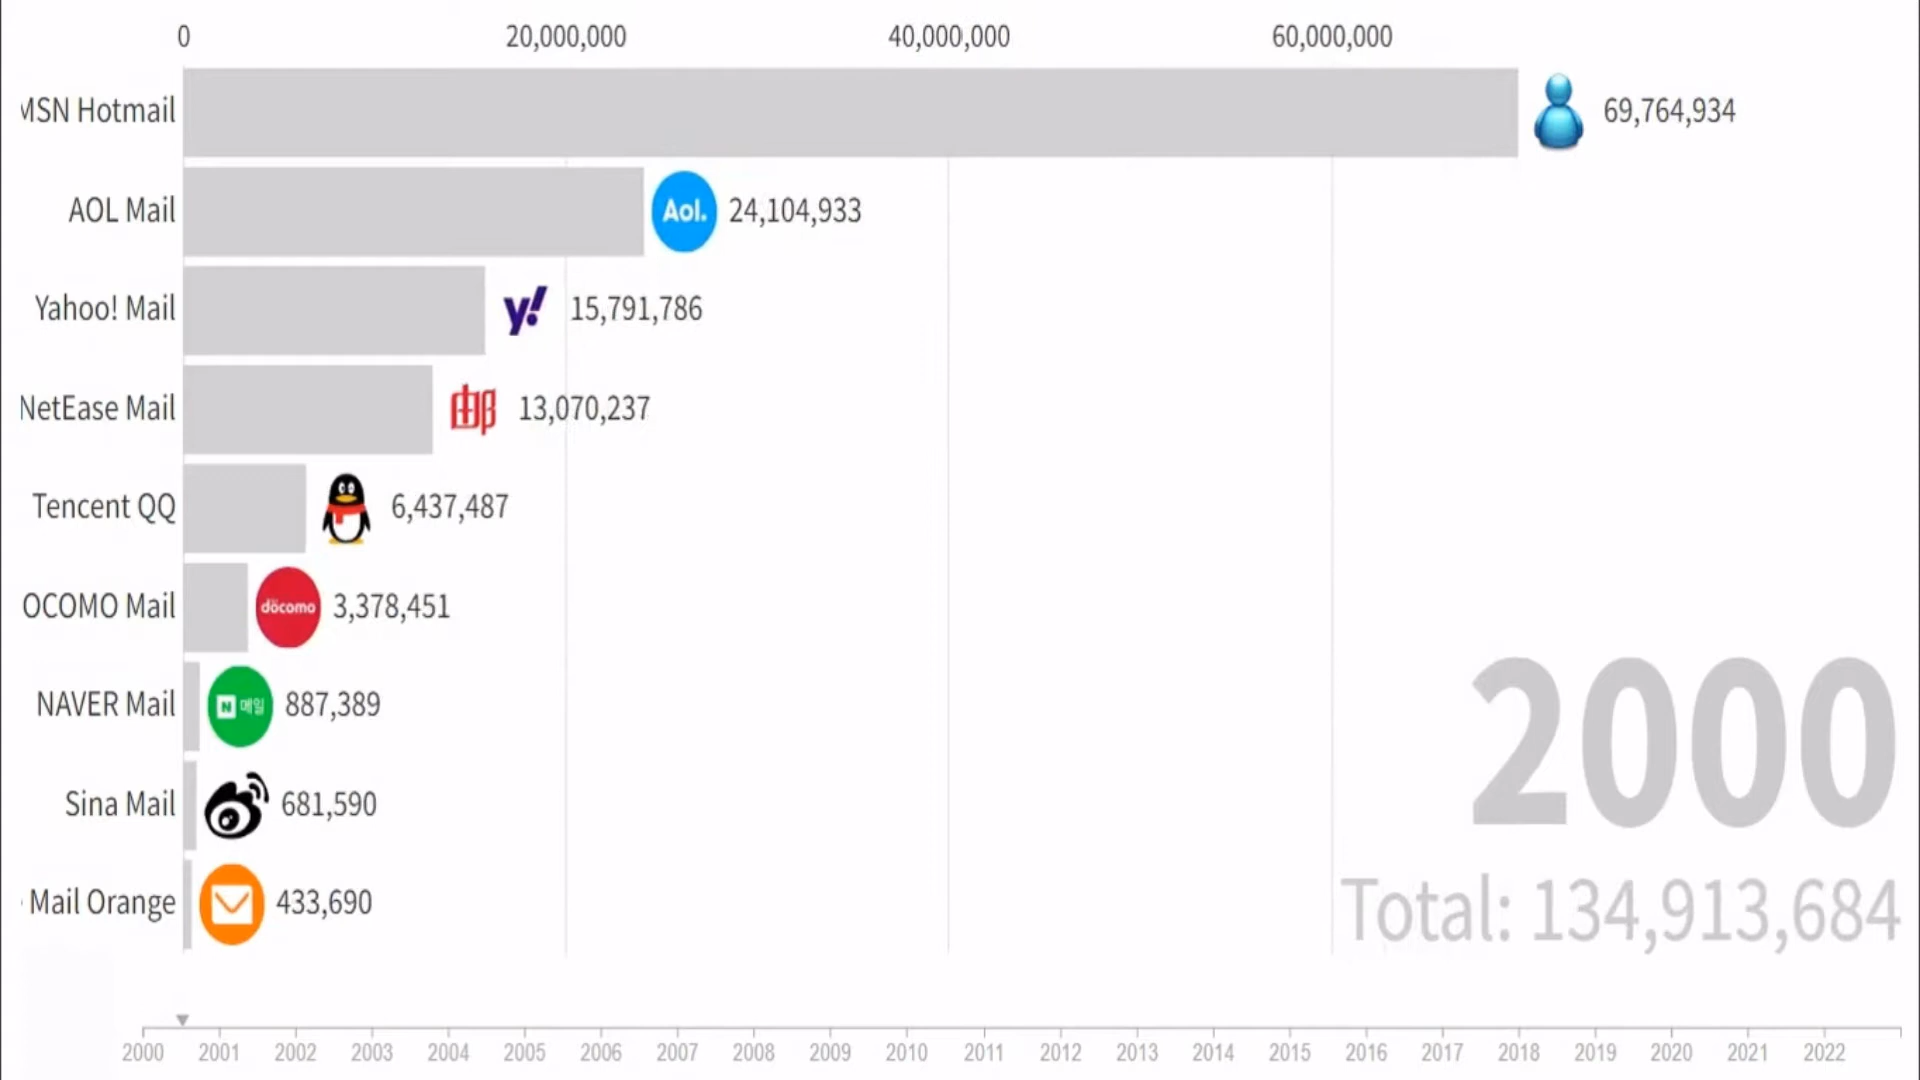 0 20,000,000 40,000,000 60,000,000
MSN Hotmail 69,764,934
AOL Mail Aol. 24,104,933
Yahoo! Mail y! 15,791,786
NetEase Mail 邮 13,070,237
Tencent QQ 6,437,487
OCOMO Mail döcomo 3,378,451
NAVER Mail N 메일 887,389
Sina Mail 681,590
Mail Orange 433,690
2000
Total: 134,913,684
2000 2001 2002 2003 2004 2005 2006 2007 2008 2009 2010 2011 2012 2013 2014 2015 2016 2017 2018 2019 2020 2021 2022